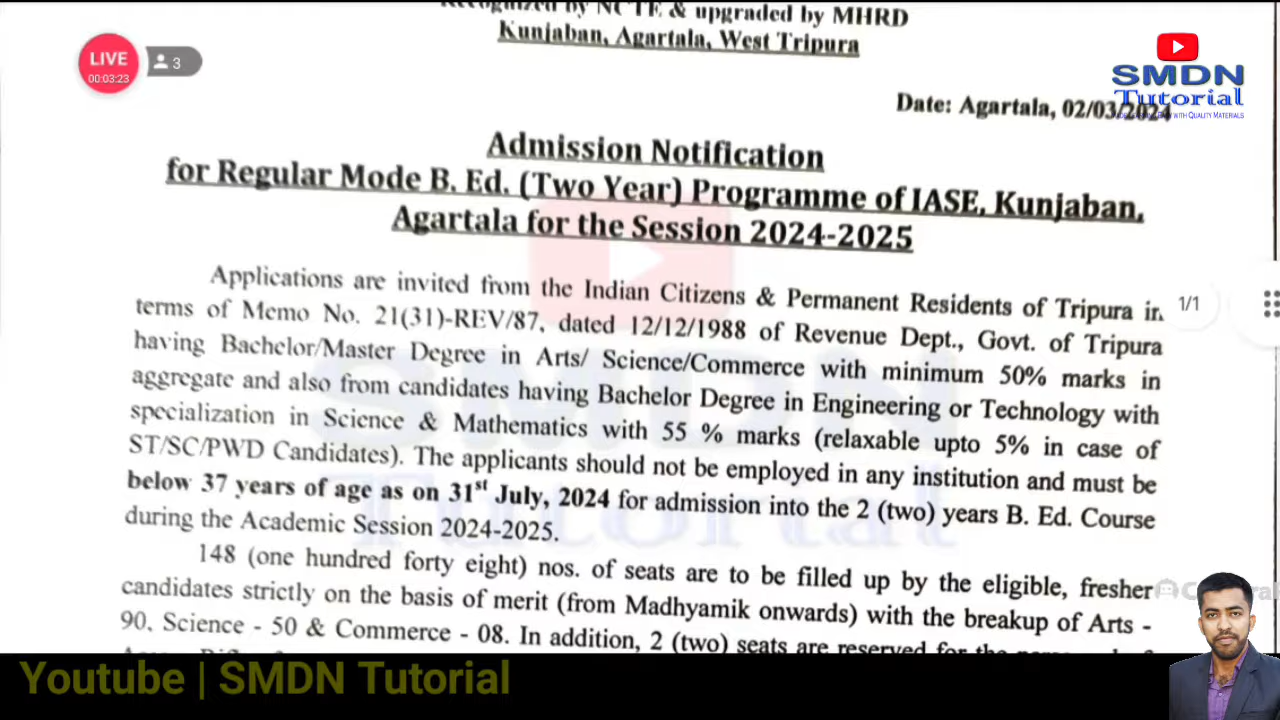 Recognized by NCTE & upgraded by MHRD
Kunjaban, Agartala, West Tripura
LIVE
00:03:23
3
SMDN
Tutorial
Date: Agartala, 02/03/2024
Admission Notification
for Regular Mode B. Ed. (Two Year) Programme of IASE, Kunjaban,
Agartala for the Session 2024-2025
Applications are invited from the Indian Citizens & Permanent Residents of Tripura in
terms of Memo No. 21(31)-REV/87, dated 12/12/1988 of Revenue Dept., Govt. of Tripura
having Bachelor/Master Degree in Arts/ Science/Commerce with minimum 50% marks in
aggregate and also from candidates having Bachelor Degree in Engineering or Technology with
specialization in Science & Mathematics with 55 % marks (relaxable upto 5% in case of
ST/SC/PWD Candidates). The applicants should not be employed in any institution and must be
below 37 years of age as on 31st July, 2024 for admission into the 2 (two) years B. Ed. Course
during the Academic Session 2024-2025.
1/1
148 (one hundred forty eight) nos. of seats are to be filled up by the eligible, fresher
candidates strictly on the basis of merit (from Madhyamik onwards) with the breakup of Arts -
90, Science - 50 & Commerce - 08. In addition, 2 (two) seats are reserved for the
SMDN
Tutorial
Youtube | SMDN Tutorial